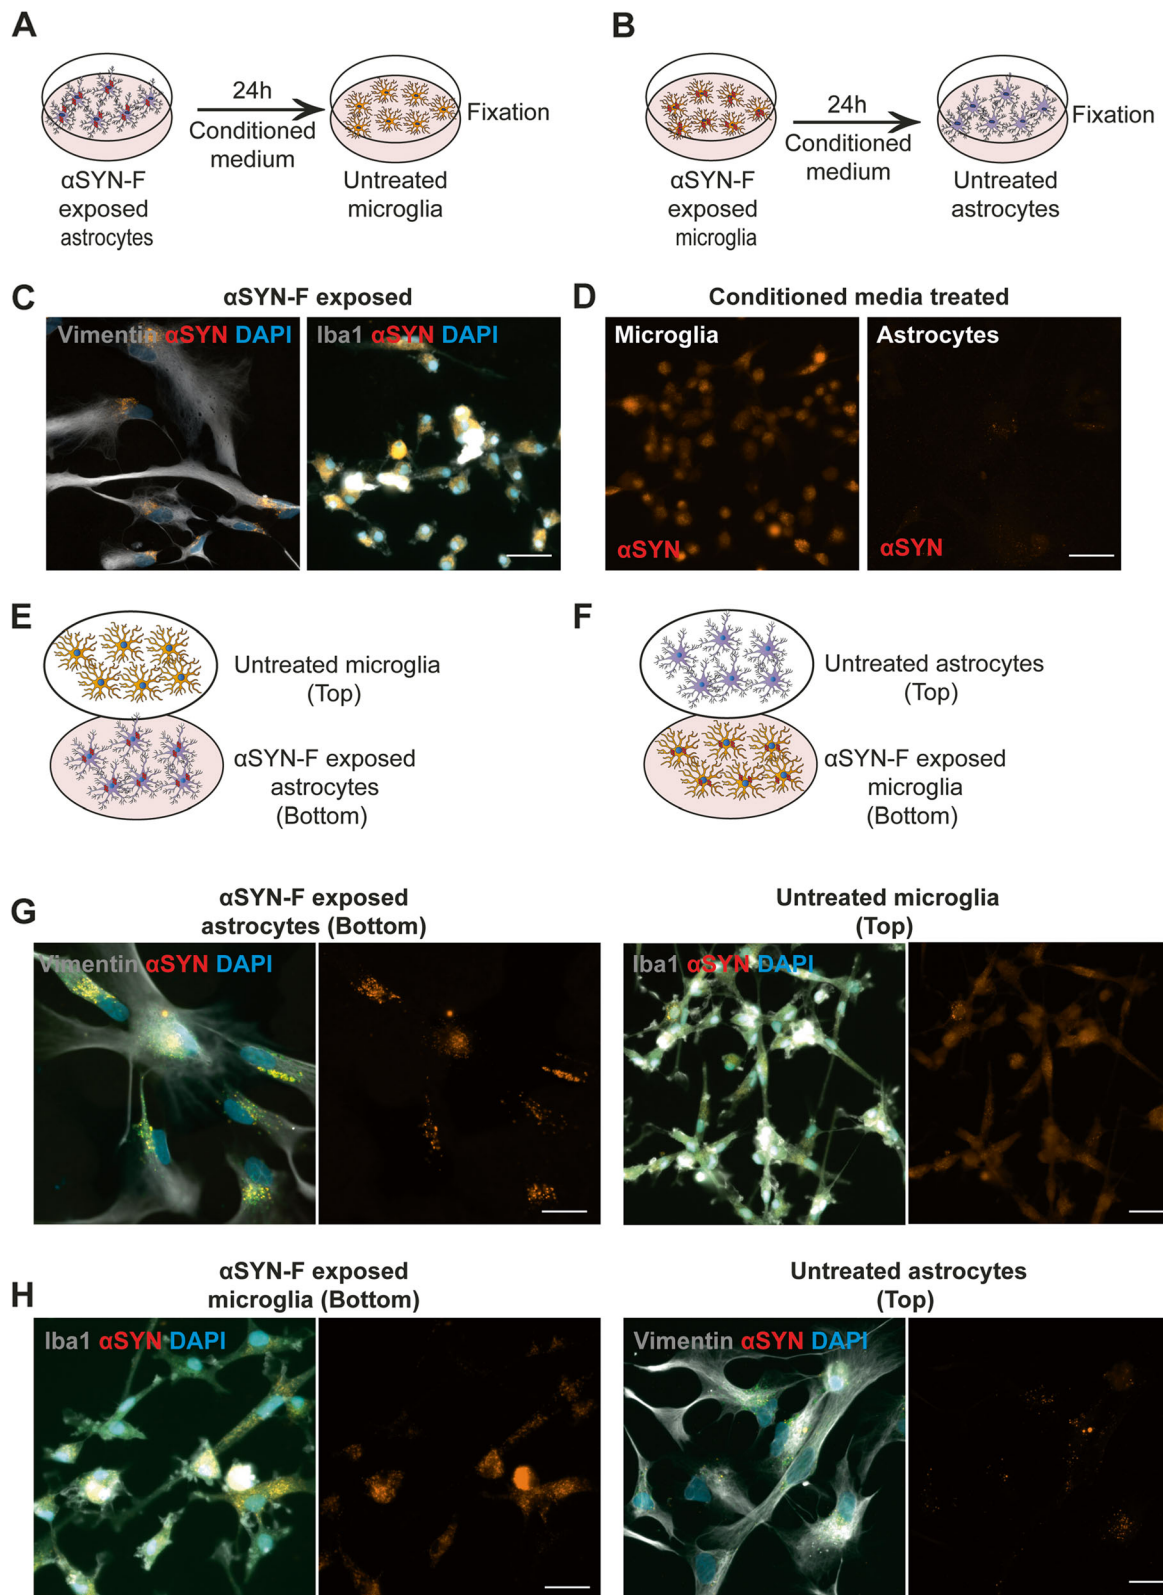 A
24h
Conditioned
medium
Fixation
αSYN-F
exposed
astrocytes
Untreated
microglia
B
24h
Conditioned
medium
Fixation
αSYN-F
exposed
microglia
Untreated
astrocytes
C
αSYN-F exposed
Vimentin αSYN DAPI
Iba1 αSYN DAPI
D
Conditioned media treated
Microglia
αSYN
Astrocytes
αSYN
E
Untreated microglia
(Top)
αSYN-F exposed
astrocytes
(Bottom)
F
Untreated astrocytes
(Top)
αSYN-F exposed
microglia
(Bottom)
G
αSYN-F exposed
astrocytes (Bottom)
Vimentin αSYN DAPI
Untreated microglia
(Top)
Iba1 αSYN DAPI
H
αSYN-F exposed
microglia (Bottom)
Iba1 αSYN DAPI
Untreated astrocytes
(Top)
Vimentin αSYN DAPI